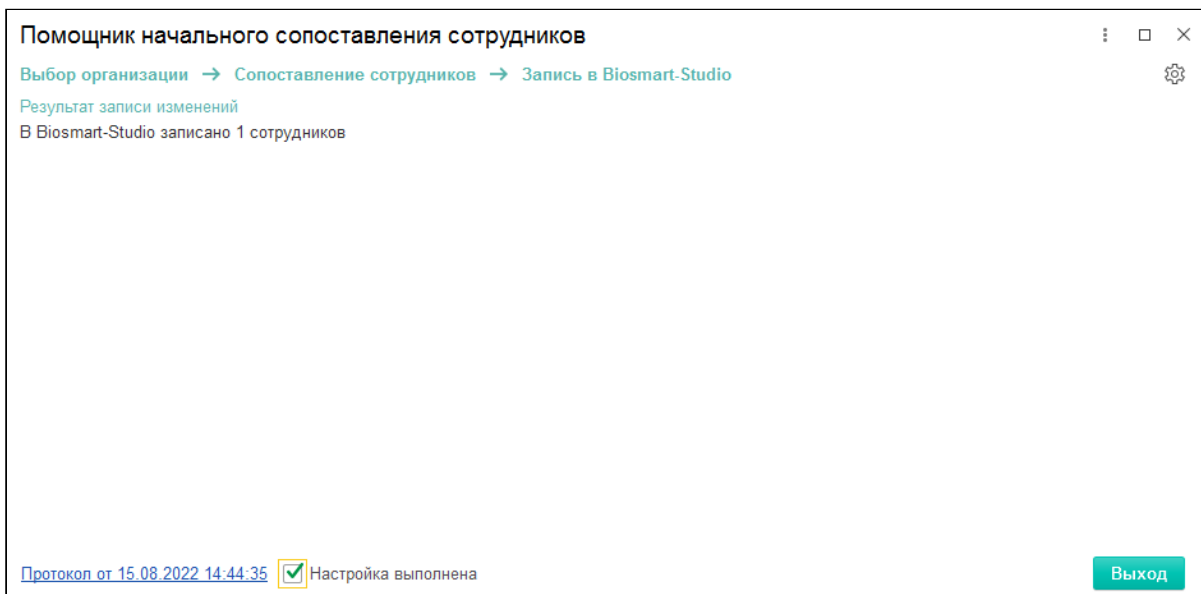 Помощник начального сопоставления сотрудников
Выбор организации → Сопоставление сотрудников → Запись в Biosmart-Studio
Результат записи изменений
В Biosmart-Studio записано 1 сотрудников
Протокол от 15.08.2022 14:44:35 Настройка выполнена Выход